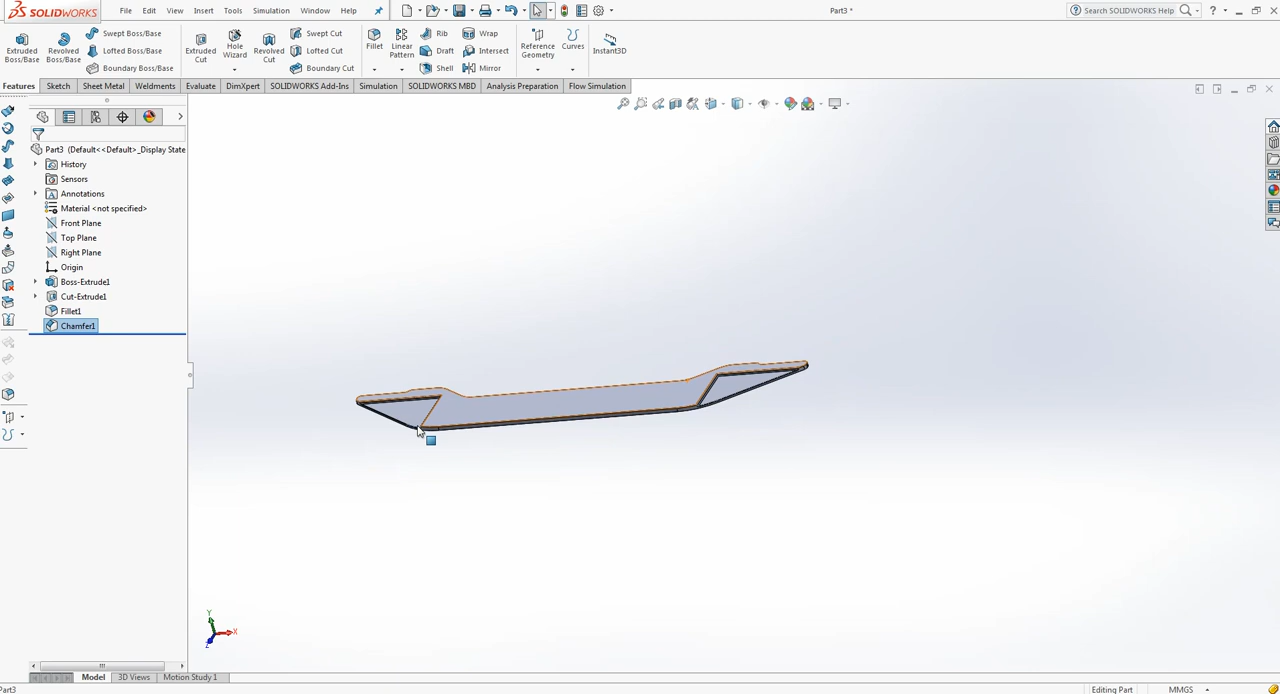 SOLIDWORKS
File
Edit
View
Insert
Tools
Simulation
Window
Help
Part3 *
Search SOLIDWORKS Help
Extruded Boss/Base
Revolved Boss/Base
Swept Boss/Base
Lofted Boss/Base
Boundary Boss/Base
Extruded Cut
Hole Wizard
Revolved Cut
Swept Cut
Lofted Cut
Boundary Cut
Fillet
Linear Pattern
Rib
Draft
Shell
Wrap
Intersect
Mirror
Reference Geometry
Curves
Instant3D
Features
Sketch
Sheet Metal
Weldments
Evaluate
DimXpert
SOLIDWORKS Add-Ins
Simulation
SOLIDWORKS MBD
Analysis Preparation
Flow Simulation
Part3 (Default<<Default>_Display State
History
Sensors
Annotations
Material <not specified>
Front Plane
Top Plane
Right Plane
Origin
Boss-Extrude1
Cut-Extrude1
Fillet1
Chamfer1
Y
X
Z
Model
3D Views
Motion Study 1
Part3
Editing Part
MMGS